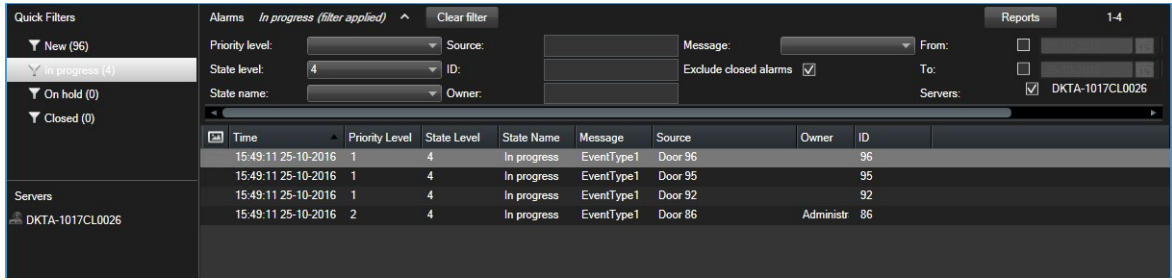 Quick Filters
New (96)
In progress (4)
On hold (0)
Closed (0)
Servers
DKTA-1017CL0026
Alarms In progress (filter applied) Clear filter Reports 1-4
Priority level: Source: Message: From:
State level: 4 ID: Exclude closed alarms To:
State name: Owner: Servers: DKTA-1017CL0026
Time Priority Level State Level State Name Message Source Owner ID
15:49:11 25-10-2016 1 4 In progress EventType1 Door 96 96
15:49:11 25-10-2016 1 4 In progress EventType1 Door 95 95
15:49:11 25-10-2016 1 4 In progress EventType1 Door 92 92
15:49:11 25-10-2016 2 4 In progress EventType1 Door 86 Administr 86